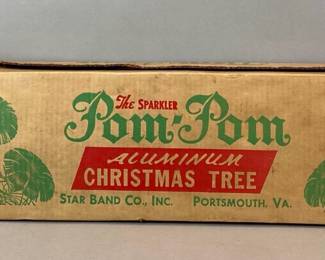 The SPARKLER
Pom-Pom
ALUMINUM
CHRISTMAS TREE
STAR BAND CO., INC. PORTSMOUTH, VA.